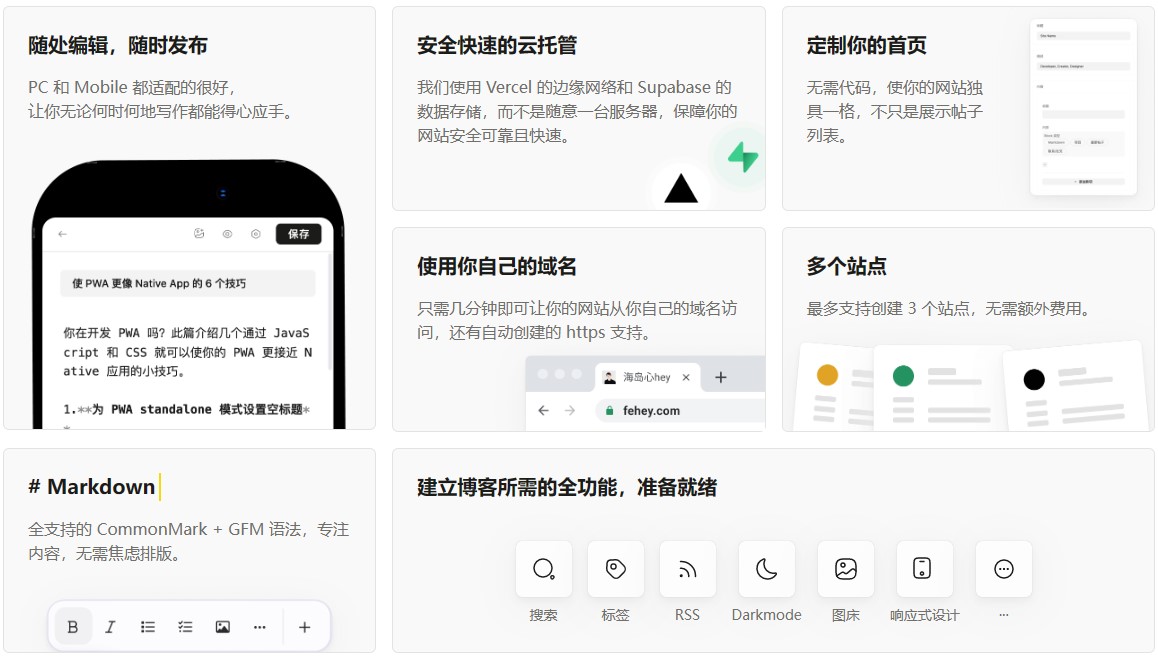 随处编辑，随时发布
PC 和 Mobile 都适配的很好，
让你无论何时何地写作都能得心应手。
保存
使 PWA 更像 Native App 的 6 个技巧
你在开发 PWA 吗？此篇介绍几个通过 JavaS
cript 和 CSS 就可以使你的 PWA 更接近 N
ative 应用的小技巧。
1.**为 PWA standalone 模式设置空标题*
*
安全快速的云托管
我们使用 Vercel 的边缘网络和 Supabase 的
数据存储，而不是随意一台服务器，保障你的
网站安全可靠且快速。
定制你的首页
无需代码，使你的网站独
具一格，不只是展示帖子
列表。
使用你自己的域名
只需几分钟即可让你的网站从你自己的域名访
问，还有自动创建的 https 支持。
海岛心hey
fehey.com
多个站点
最多支持创建 3 个站点，无需额外费用。
# Markdown
全支持的 CommonMark + GFM 语法，专注
内容，无需焦虑排版。
B I
建立博客所需的全功能，准备就绪
搜索 标签 RSS Darkmode 图床 响应式设计 ...